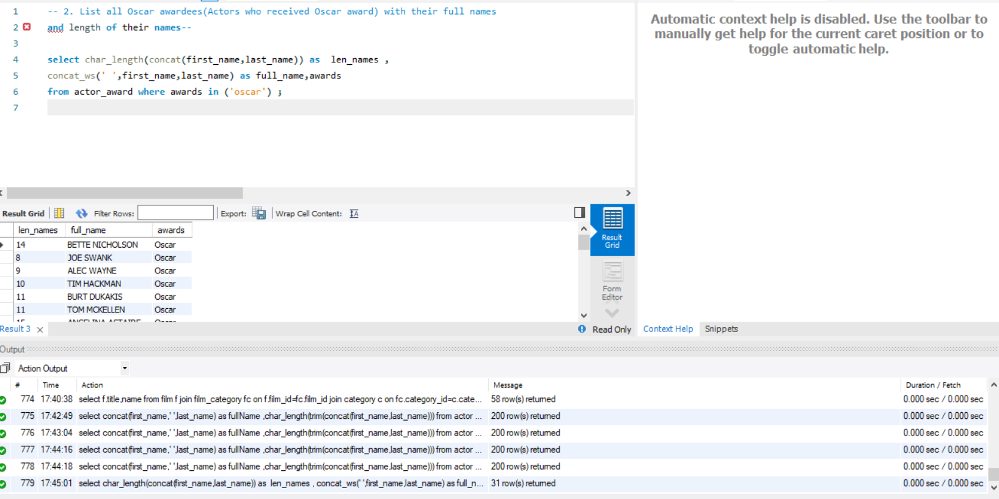 1 -- 2. List all Oscar awardees(Actors who received Oscar award) with their full names
2 and length of their names--
3
4 select char_length(concat(first_name,last_name)) as len_names ,
5 concat_ws(' ',first_name,last_name) as full_name,awards
6 from actor_award where awards in ('oscar') ;
7
Automatic context help is disabled. Use the toolbar to
manually get help for the current caret position or to
toggle automatic help.
Result Grid Filter Rows: Export: Wrap Cell Content: IA
len_names full_name awards
14 BETTE NICHOLSON Oscar
8 JOE SWANK Oscar
9 ALEC WAYNE Oscar
10 TIM HACKMAN Oscar
11 BURT DUKAKIS Oscar
11 TOM MCKELLEN Oscar
15 ANGELINA ASTAIRE Oscar
Result
Grid
Form
Editor
Result 3 Read Only Context Help Snippets
Output
Action Output
# Time Action Message Duration / Fetch
774 17:40:38 select f.title,name from film f join film_category fc on f.film_id=fc.film_id join category c on fc.category_id=c.cate... 58 row(s) returned 0.000 sec / 0.000 sec
775 17:42:49 select concat(first_name,' ',last_name) as fullName ,char_length(trim(concat(first_name,last_name))) from actor ... 200 row(s) returned 0.000 sec / 0.000 sec
776 17:43:04 select concat(first_name,' ',last_name) as fullName ,char_length(trim(concat(first_name,last_name))) from actor ... 200 row(s) returned 0.000 sec / 0.000 sec
777 17:44:16 select concat(first_name,' ',last_name) as fullName ,char_length(trim(concat(first_name,last_name))) from actor ... 200 row(s) returned 0.000 sec / 0.000 sec
778 17:44:18 select concat(first_name,' ',last_name) as fullName ,char_length(trim(concat(first_name,last_name))) from actor ... 200 row(s) returned 0.000 sec / 0.000 sec
779 17:45:01 select char_length(concat(first_name,last_name)) as len_names , concat_ws(' ',first_name,last_name) as full_n... 31 row(s) returned 0.000 sec / 0.000 sec